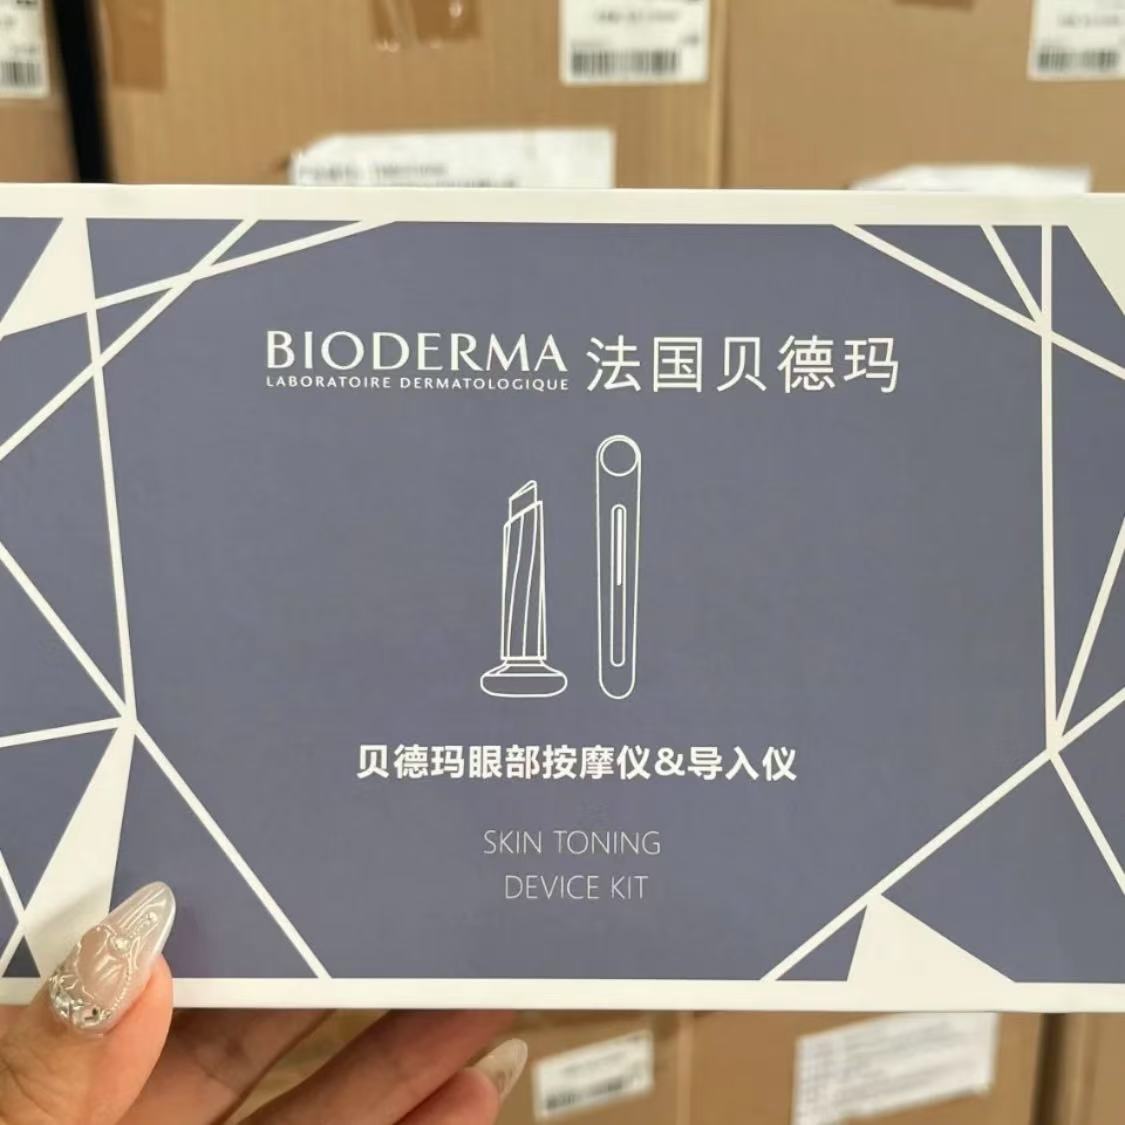 BIODERMA 法国贝德玛
LABORATOIRE DERMATOLOGIQUE
贝德玛眼部按摩仪&导入仪
SKIN TONING
DEVICE KIT